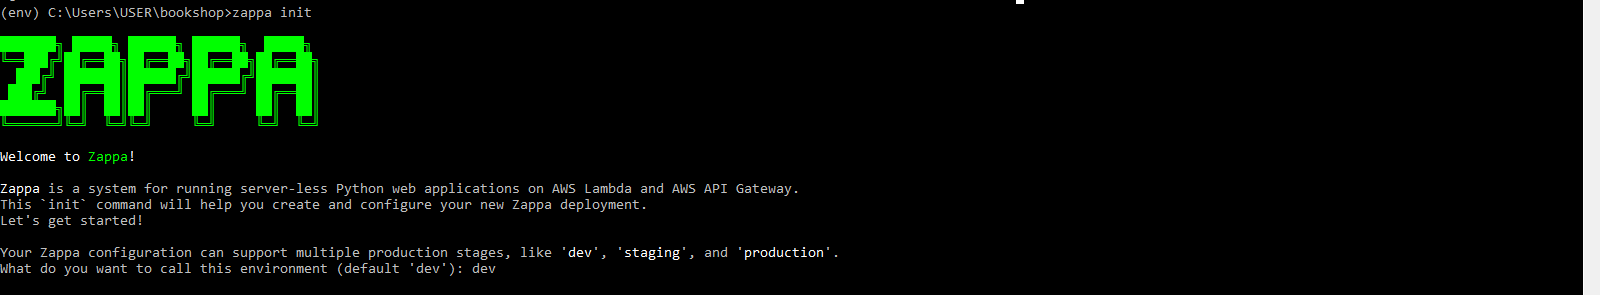 (env) C:\Users\USER\bookshop>zappa init
ZAPPA
Welcome to Zappa!
Zappa is a system for running server-less Python web applications on AWS Lambda and AWS API Gateway.
This `init` command will help you create and configure your new Zappa deployment.
Let's get started!
Your Zappa configuration can support multiple production stages, like 'dev', 'staging', and 'production'.
What do you want to call this environment (default 'dev'): dev